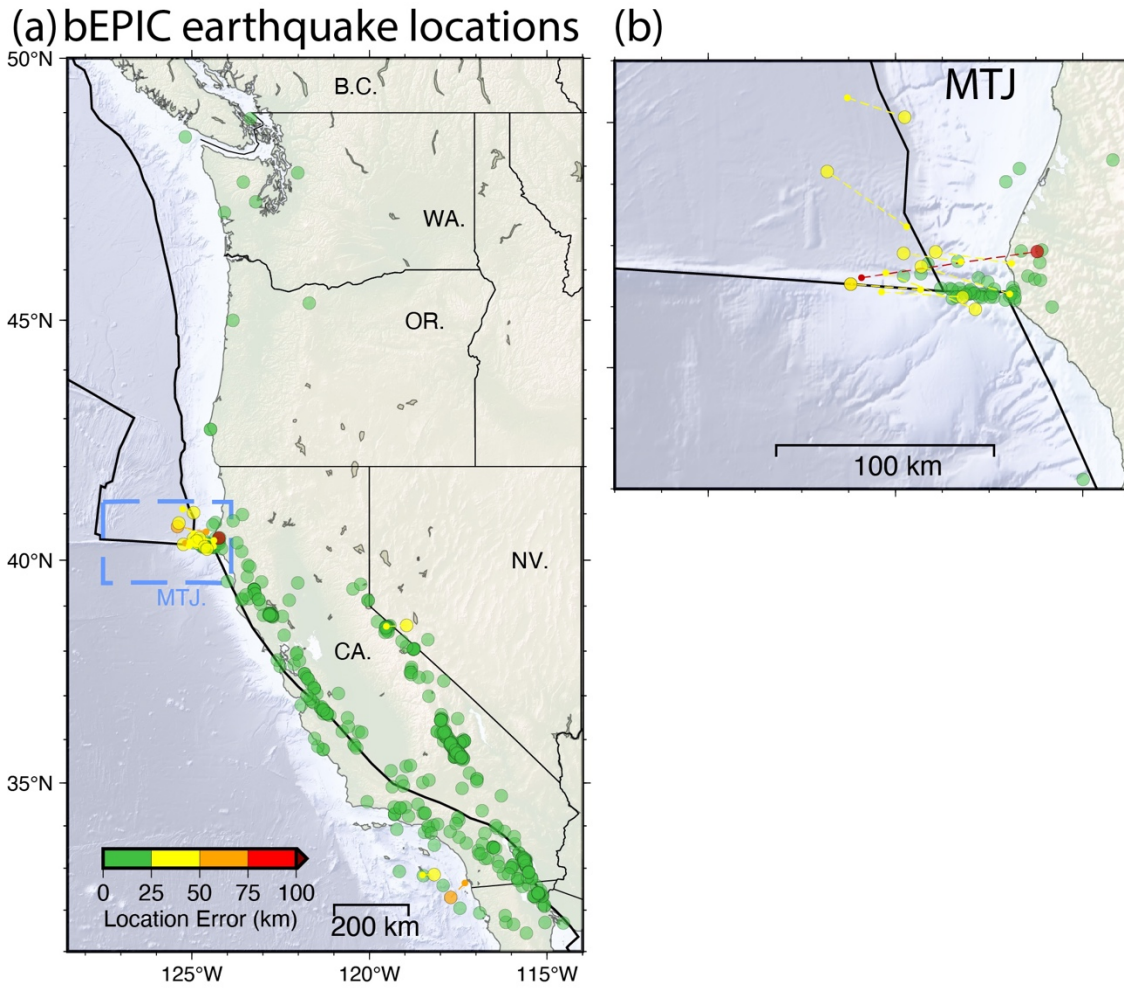 (a) bEPIC earthquake locations
(b)
50°N
45°N
40°N
35°N
B.C.
WA.
OR.
NV.
CA.
MTJ.
0 25 50 75 100
Location Error (km)
200 km
125°W 120°W 115°W
MTJ
100 km